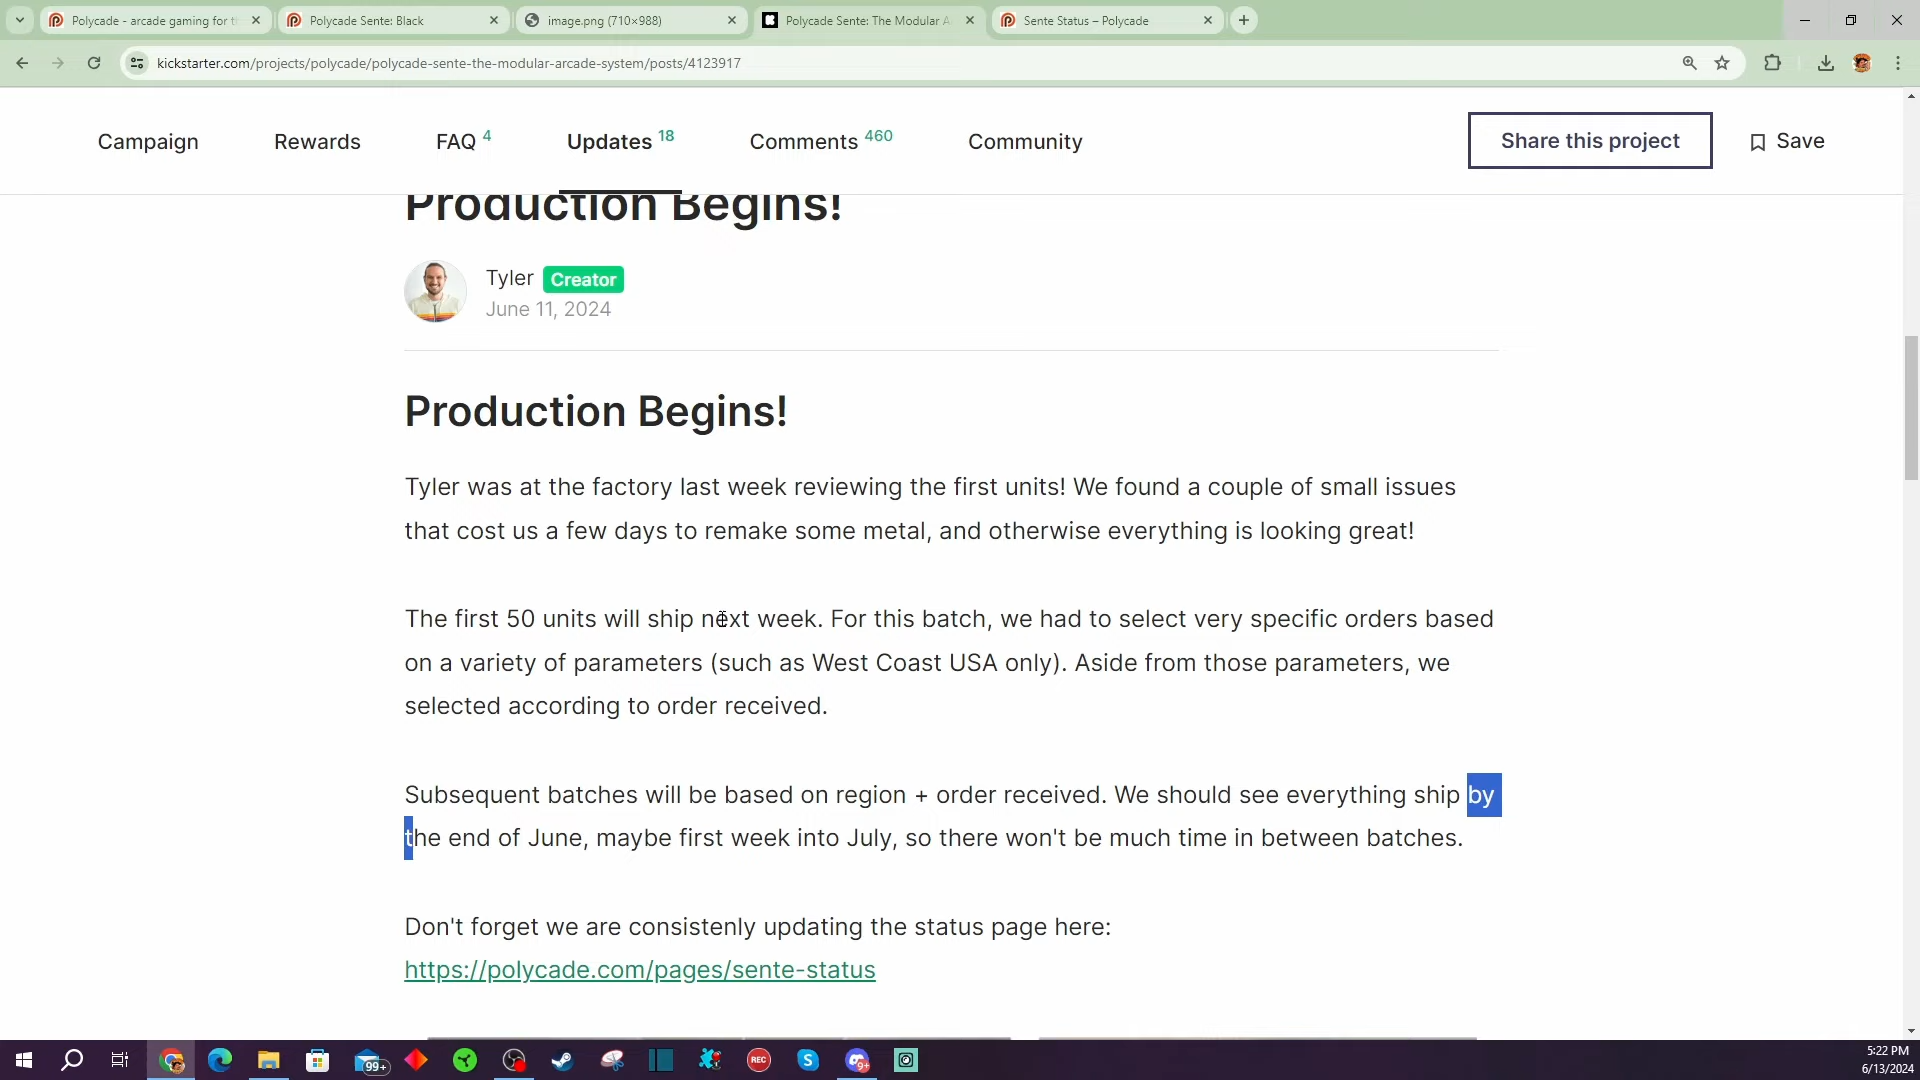 Polycade - arcade gaming for t
Polycade Sente: Black
image.png (710×988)
Polycade Sente: The Modular A
Sente Status – Polycade
kickstarter.com/projects/polycade/polycade-sente-the-modular-arcade-system/posts/4123917
Campaign
Rewards
FAQ 4
Updates 18
Comments 460
Community
Share this project
Save
Production Begins!
Tyler Creator
June 11, 2024
Production Begins!
Tyler was at the factory last week reviewing the first units! We found a couple of small issues
that cost us a few days to remake some metal, and otherwise everything is looking great!
The first 50 units will ship next week. For this batch, we had to select very specific orders based
on a variety of parameters (such as West Coast USA only). Aside from those parameters, we
selected according to order received.
Subsequent batches will be based on region + order received. We should see everything ship by
the end of June, maybe first week into July, so there won't be much time in between batches.
Don't forget we are consistenly updating the status page here:
https://polycade.com/pages/sente-status
99+
REC
S
9+
5:22 PM
6/13/2024